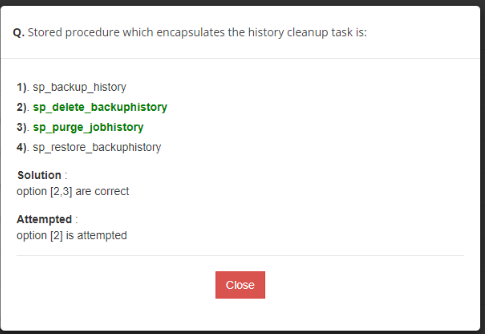 Q. Stored procedure which encapsulates the history cleanup task is:
1). sp_backup_history
2). sp_delete_backuphistory
3). sp_purge_jobhistory
4). sp_restore_backuphistory
Solution :
option [2,3] are correct
Attempted :
option [2] is attempted
Close